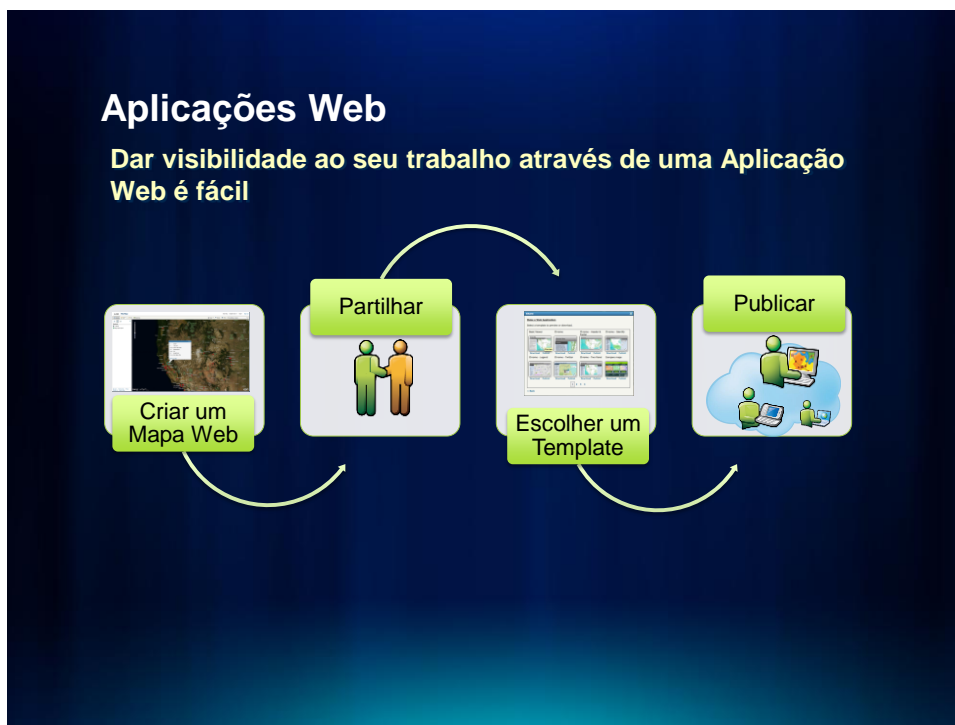 Aplicações Web
Dar visibilidade ao seu trabalho através de uma Aplicação
Web é fácil
Criar um
Mapa Web
Partilhar
Escolher um
Template
Publicar